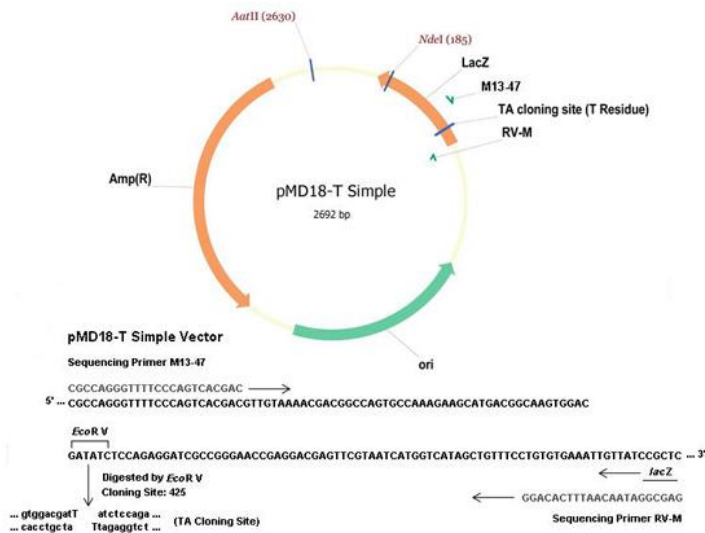 AatII (2630)
NdeI (185)
LacZ
M13-47
TA cloning site (T Residue)
RV-M
Amp(R)
pMD18-T Simple
2692 bp
ori
pMD18-T Simple Vector
Sequencing Primer M13-47
CGCCAGGGTTTTCCCAGTCACGAC
5' ... CGCCAGGGTTTTCCCAGTCACGACGTTGTAAAACGACGGCCAGTGCCAAAGAAGCATGACGGCAAGTGGAC
EcoR V
GATATCTCCAGAGGATCGCCGGGAACCGAGGACGAGTTCGTAATCATGGTCATAGCTGTTTCCTGTGTGAAATTGTTATCCGCTC ... 3'
Digested by EcoR V
Cloning Site: 425
lacZ
GGACACTTTAACAATAGGCGAG
... gtggacgatT atctccaga ...
... cacctgcta Ttagaggtct ...
(TA Cloning Site)
Sequencing Primer RV-M